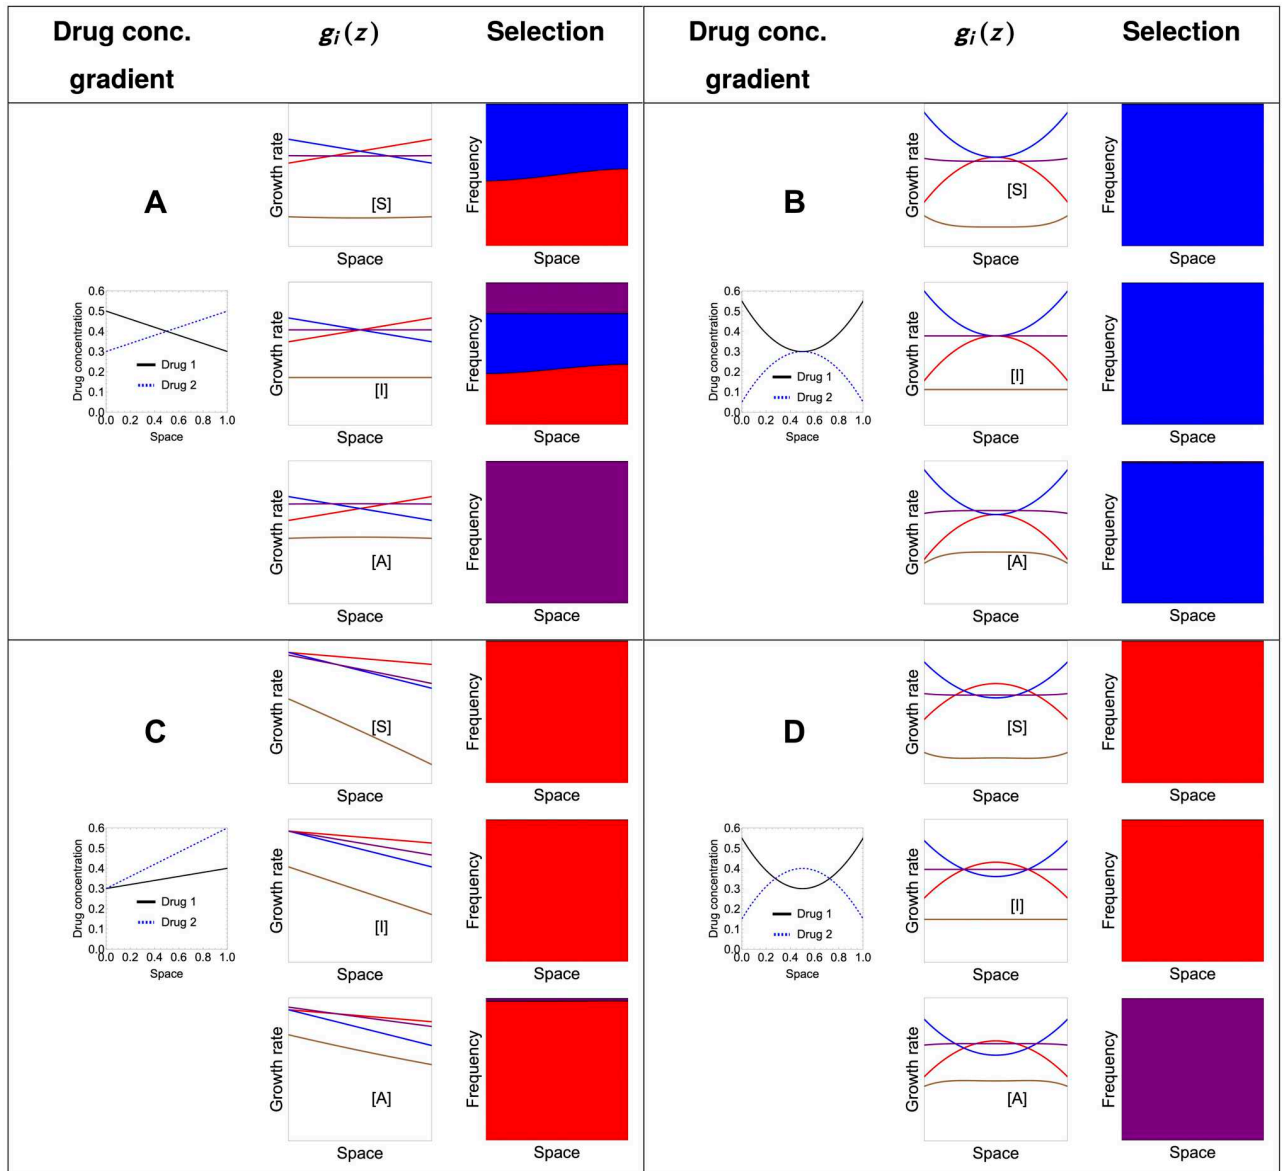 Drug conc. gradient
g_i(z)
Selection
Drug conc. gradient
g_i(z)
Selection
A
Growth rate
[S]
Space
Frequency
Space
Drug concentration
0.6
0.5
0.4
0.3
0.2
0.1
0.0
Drug 1
Drug 2
0.0 0.2 0.4 0.6 0.8 1.0
Space
Growth rate
[I]
Space
Frequency
Space
Growth rate
[A]
Space
Frequency
Space
B
Growth rate
[S]
Space
Frequency
Space
Drug concentration
0.6
0.5
0.4
0.3
0.2
0.1
0.0
Drug 1
Drug 2
0.0 0.2 0.4 0.6 0.8 1.0
Space
Growth rate
[I]
Space
Frequency
Space
Growth rate
[A]
Space
Frequency
Space
C
Growth rate
[S]
Space
Frequency
Space
Drug concentration
0.6
0.5
0.4
0.3
0.2
0.1
0.0
Drug 1
Drug 2
0.0 0.2 0.4 0.6 0.8 1.0
Space
Growth rate
[I]
Space
Frequency
Space
Growth rate
[A]
Space
Frequency
Space
D
Growth rate
[S]
Space
Frequency
Space
Drug concentration
0.6
0.5
0.4
0.3
0.2
0.1
0.0
Drug 1
Drug 2
0.0 0.2 0.4 0.6 0.8 1.0
Space
Growth rate
[I]
Space
Frequency
Space
Growth rate
[A]
Space
Frequency
Space